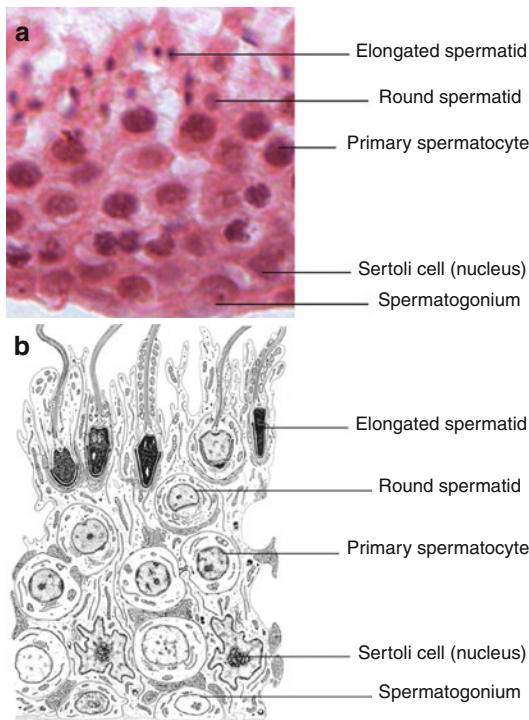 a
Elongated spermatid
Round spermatid
Primary spermatocyte
Sertoli cell (nucleus)
Spermatogonium
b
Elongated spermatid
Round spermatid
Primary spermatocyte
Sertoli cell (nucleus)
Spermatogonium